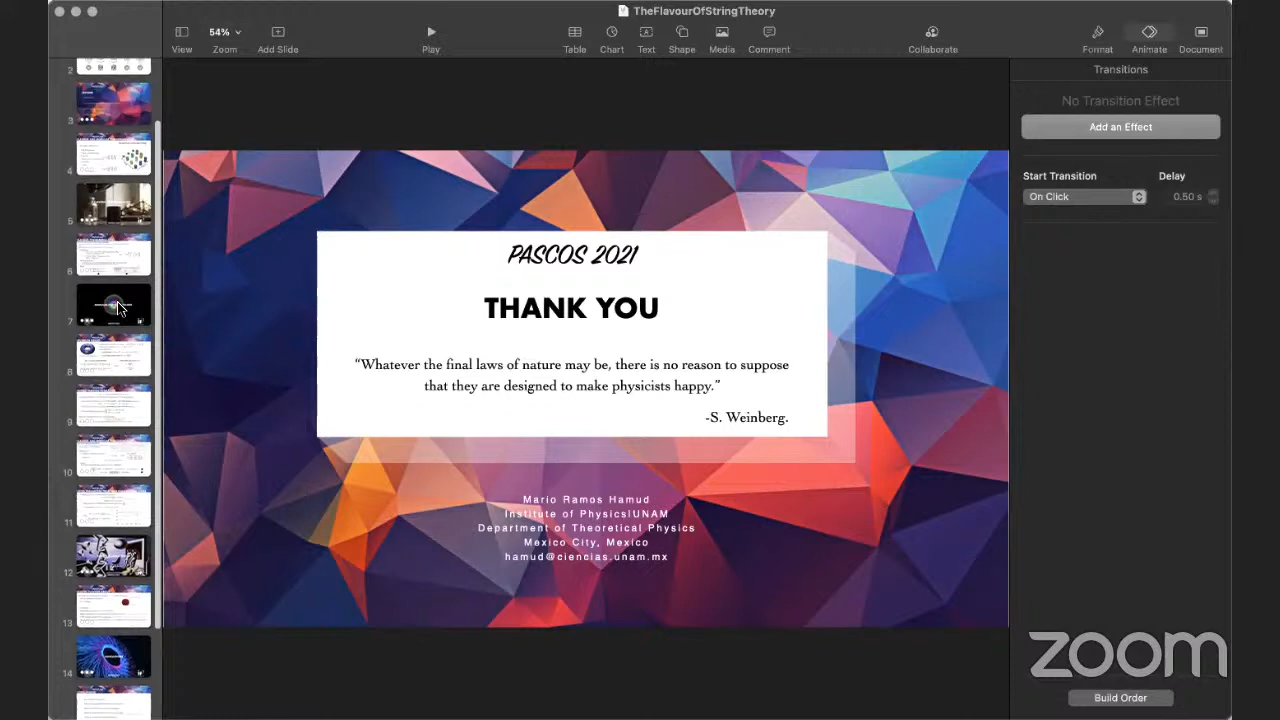 TheFlavourOfStringTheory
54%
View
Zoom
Add Slide
Play
Table
Chart
Text
Shape
Media
Comment
Collaborate
Format
Animate
Document
Transitions
No Transition Effect
Add an Effect
Start Transition
Delay
On Click
0.50 s
2
3
4
5
6
7
8
9
10
11
12
13
14
PASCOS 2021
THANK YOU
“Whatever the final laws of nature may be, there is no reason to suppose
that they are designed to make physicists happy.”
-S. Weinberg.
Mario Ramos Hamud
Institute of Physics|UNAM
Department of Theoretical Physics
Mexico City, Mexico
hamud@ciencias.unam.mx
zoom
Build Order